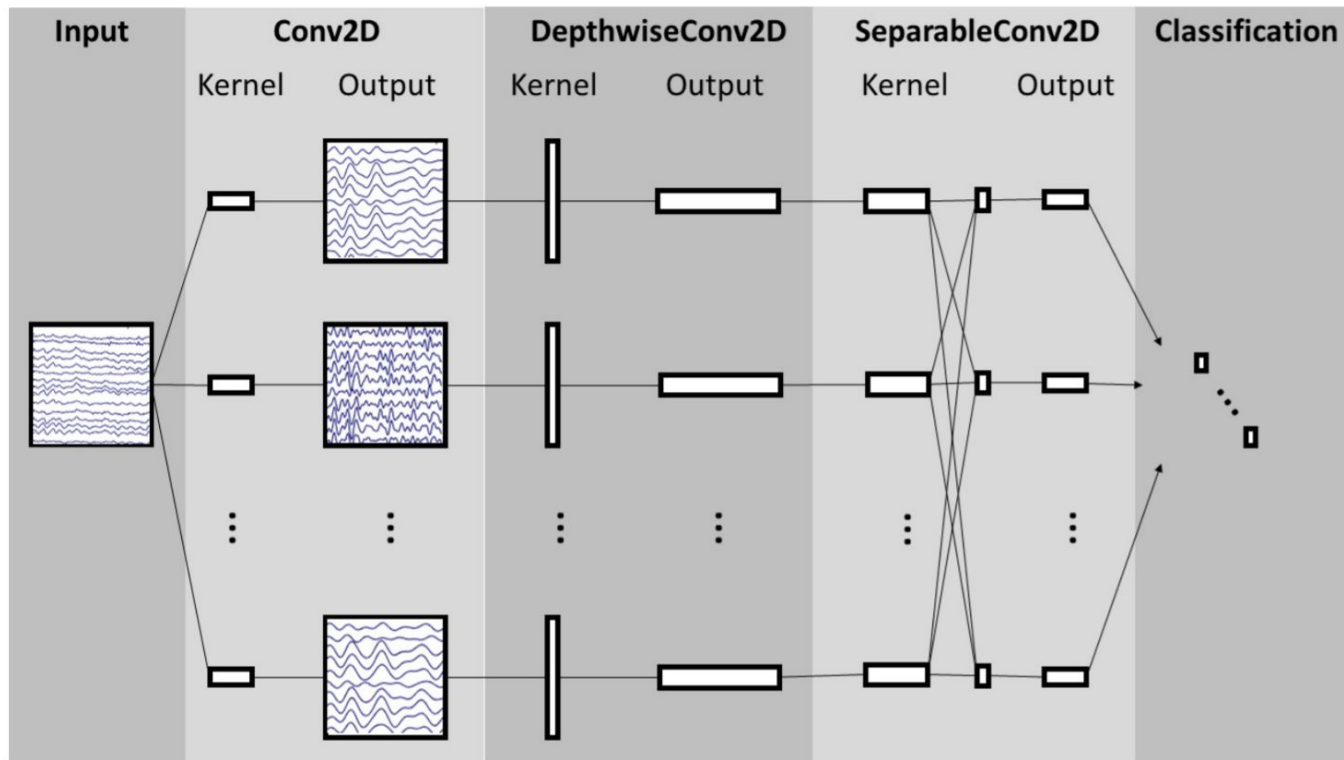 Input Conv2D DepthwiseConv2D SeparableConv2D Classification
Kernel Output Kernel Output Kernel Output